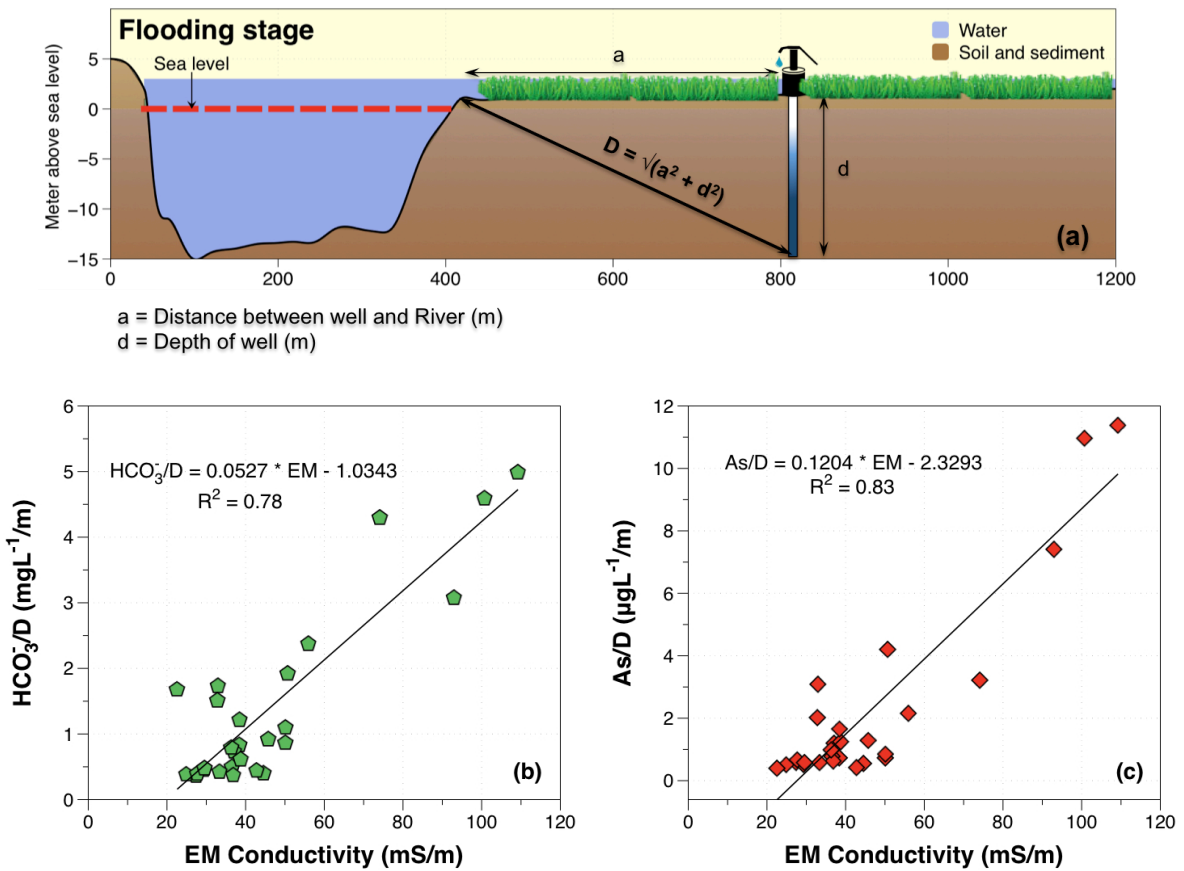 Flooding stage
Water
Soil and sediment
Sea level
a
D = √(a² + d²)
d
(a)
Meter above sea level)
5
0
−5
−10
−15
0 200 400 600 800 1000 1200
a = Distance between well and River (m)
d = Depth of well (m)
HCO₃⁻/D (mgL⁻¹/m)
6
5
4
3
2
1
0
HCO₃⁻/D = 0.0527 * EM - 1.0343
R² = 0.78
(b)
0 20 40 60 80 100 120
EM Conductivity (mS/m)
As/D (µgL⁻¹/m)
12
10
8
6
4
2
0
As/D = 0.1204 * EM - 2.3293
R² = 0.83
(c)
0 20 40 60 80 100 120
EM Conductivity (mS/m)